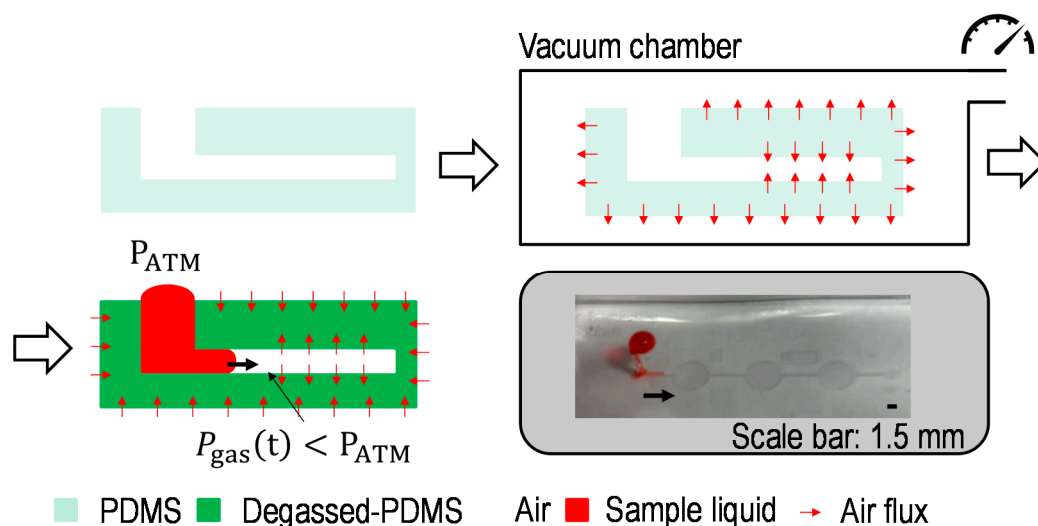 Vacuum chamber
P_ATM
P_gas(t) < P_ATM
Scale bar: 1.5 mm
PDMS Degassed-PDMS Air Sample liquid Air flux